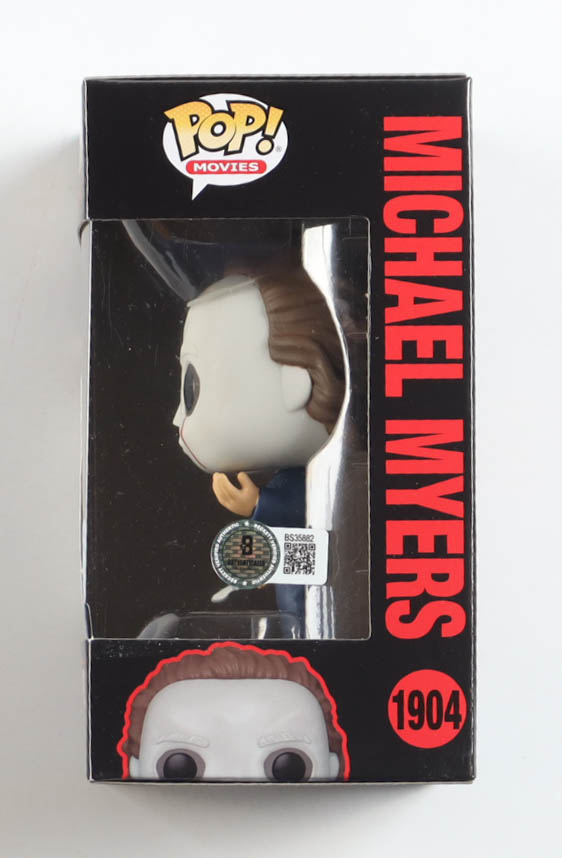 POP!
MOVIES
MICHAEL MYERS
BS35882
1904